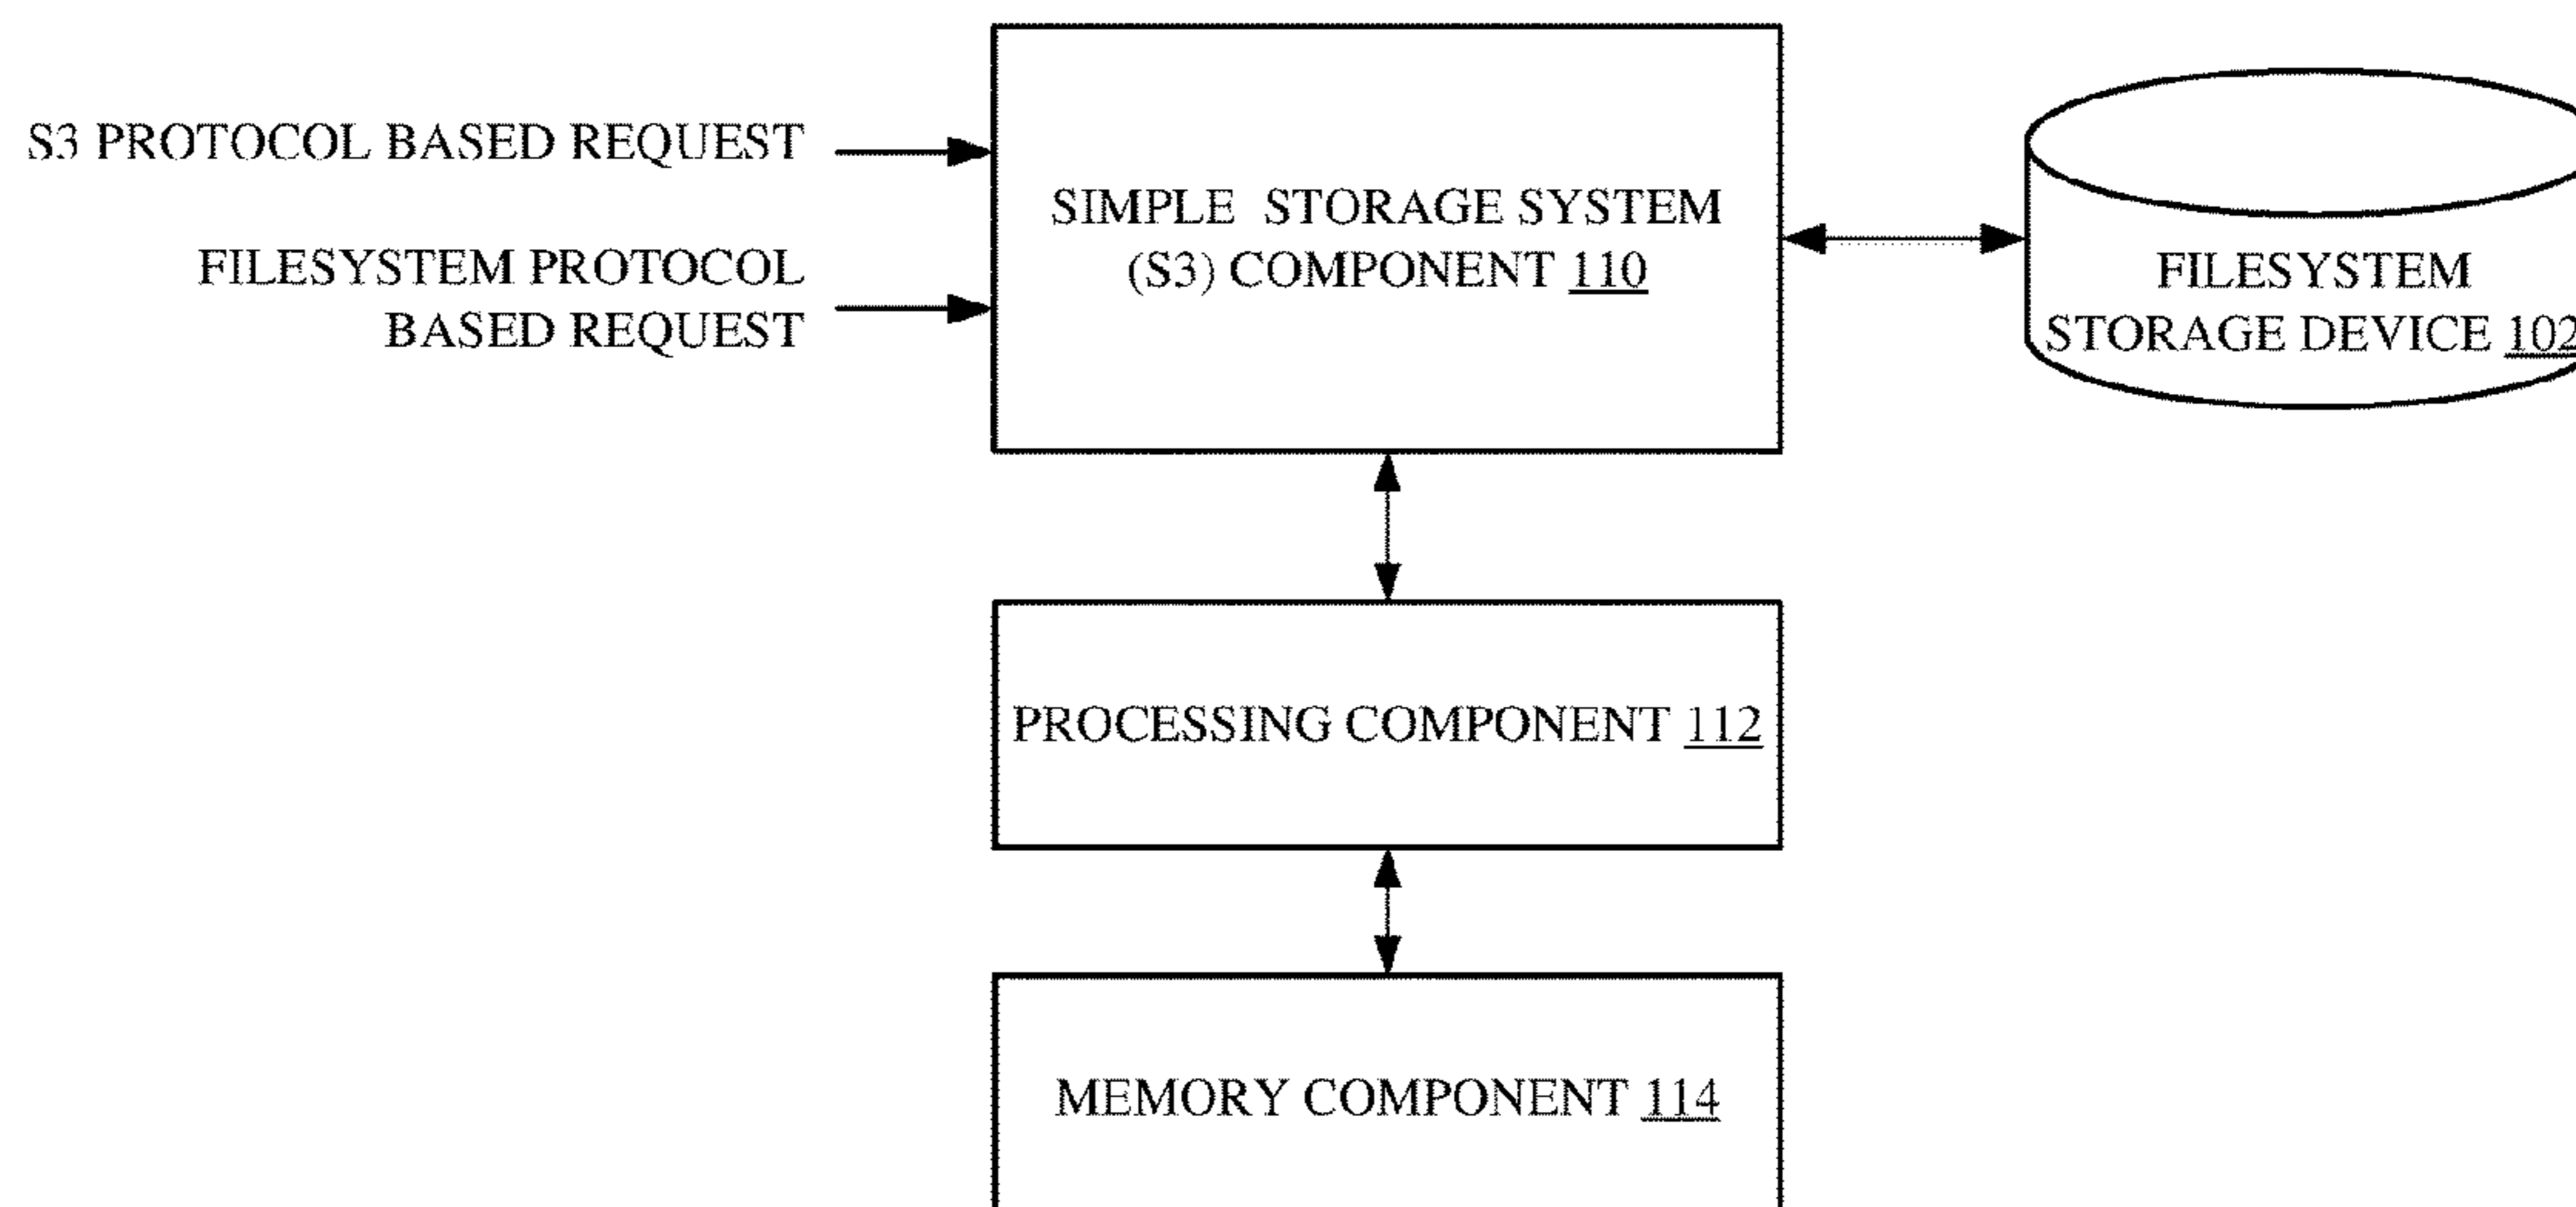 S3 PROTOCOL BASED REQUEST
FILESYSTEM PROTOCOL
BASED REQUEST
SIMPLE STORAGE SYSTEM
(S3) COMPONENT 110
FILESYSTEM
STORAGE DEVICE 102
PROCESSING COMPONENT 112
MEMORY COMPONENT 114